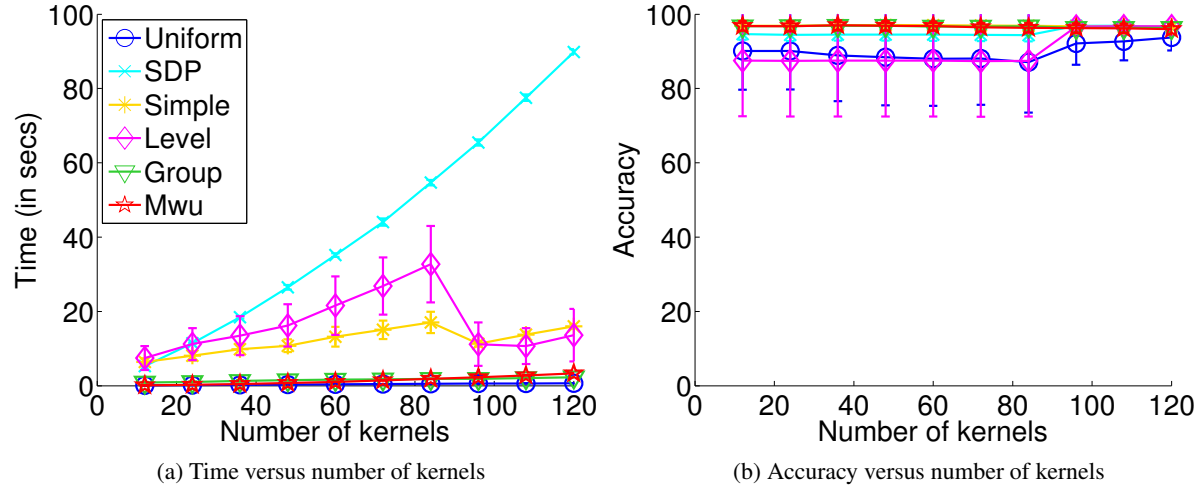 100
80
60
40
20
0
Time (in secs)
Uniform
SDP
Simple
Level
Group
Mwu
0 20 40 60 80 100 120
Number of kernels
(a) Time versus number of kernels
100
80
60
40
20
0
Accuracy
0 20 40 60 80 100 120
Number of kernels
(b) Accuracy versus number of kernels